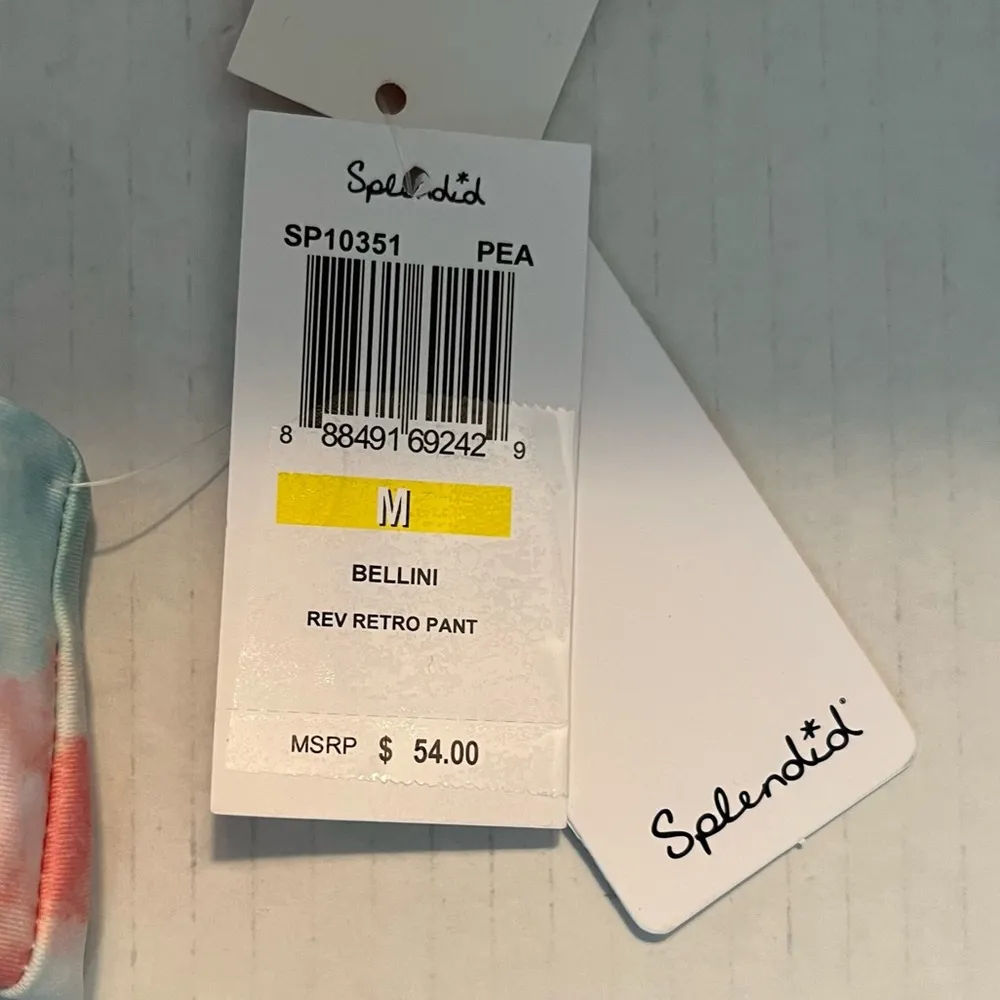 Splendid
SP10351 PEA
8 88491 69242 9
M
BELLINI
REV RETRO PANT
MSRP $ 54.00
Splendid